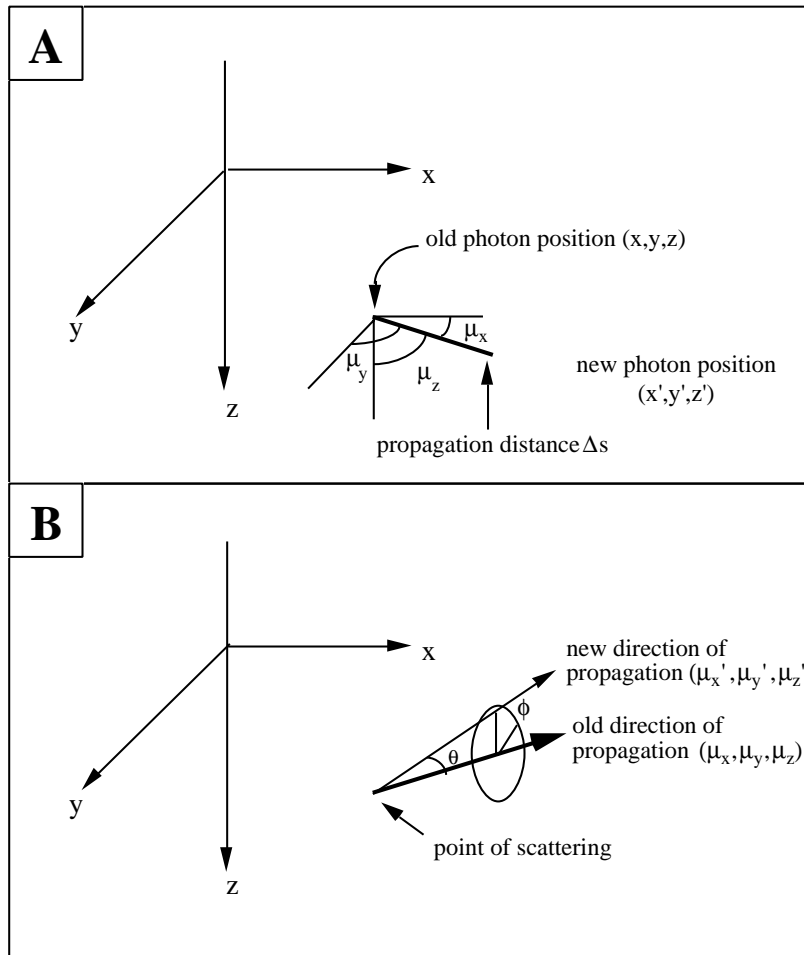 A
x
old photon position (x,y,z)
y
μx
μy
μz
new photon position
(x',y',z')
z
propagation distance Δs
B
x
new direction of
propagation (μx',μy',μz'
ϕ
old direction of
propagation (μx,μy,μz)
θ
y
point of scattering
z